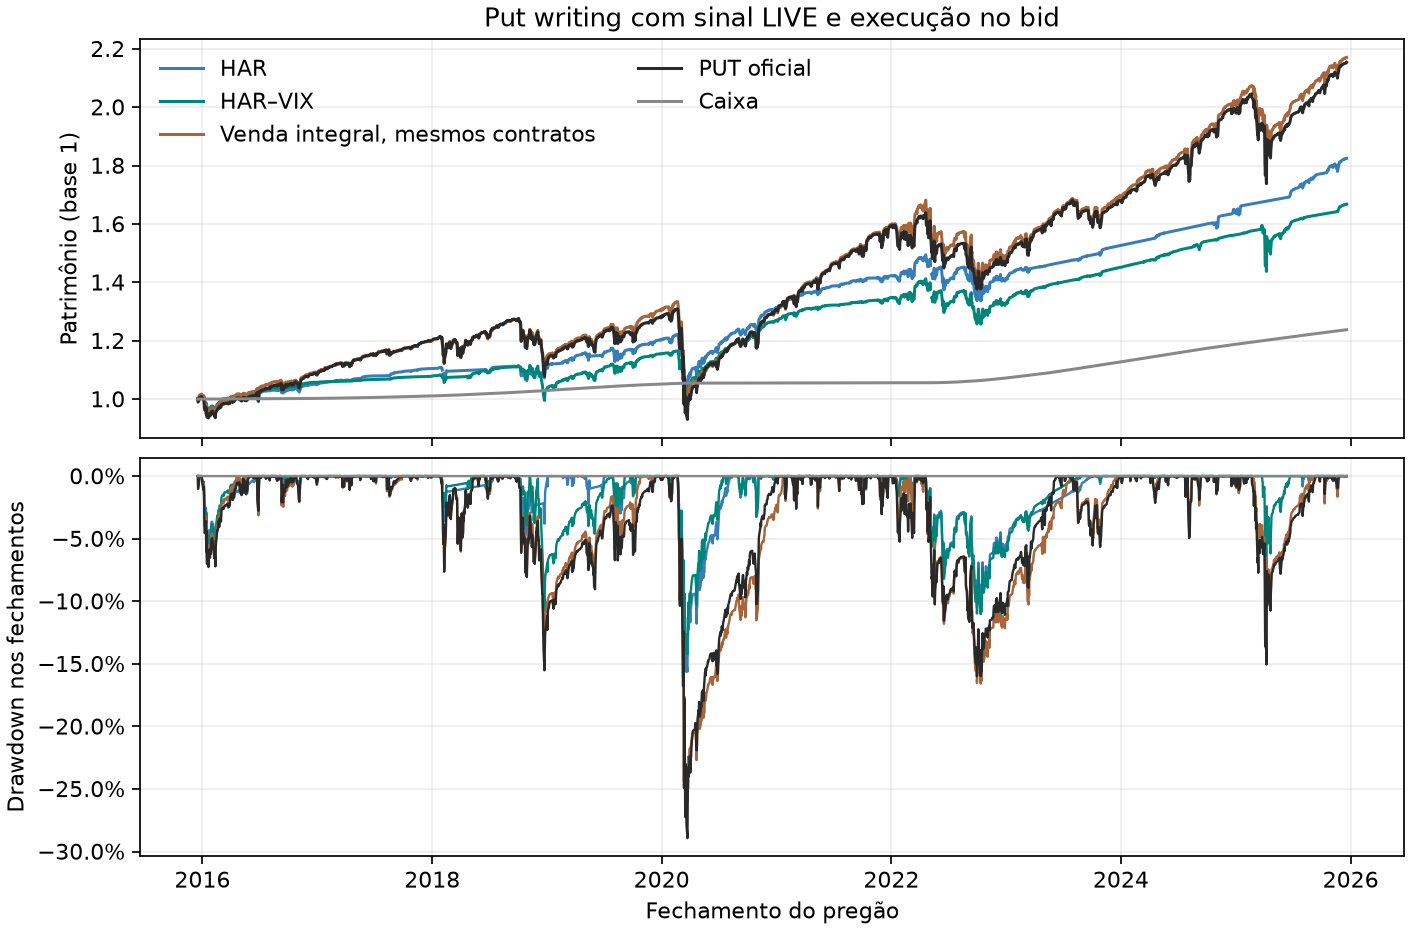 Put writing com sinal LIVE e execução no bid
HAR
HAR–VIX
Venda integral, mesmos contratos
PUT oficial
Caixa
Patrimônio (base 1)
2.2
2.0
1.8
1.6
1.4
1.2
1.0
Drawdown nos fechamentos
0.0%
−5.0%
−10.0%
−15.0%
−20.0%
−25.0%
−30.0%
2016
2018
2020
2022
2024
2026
Fechamento do pregão